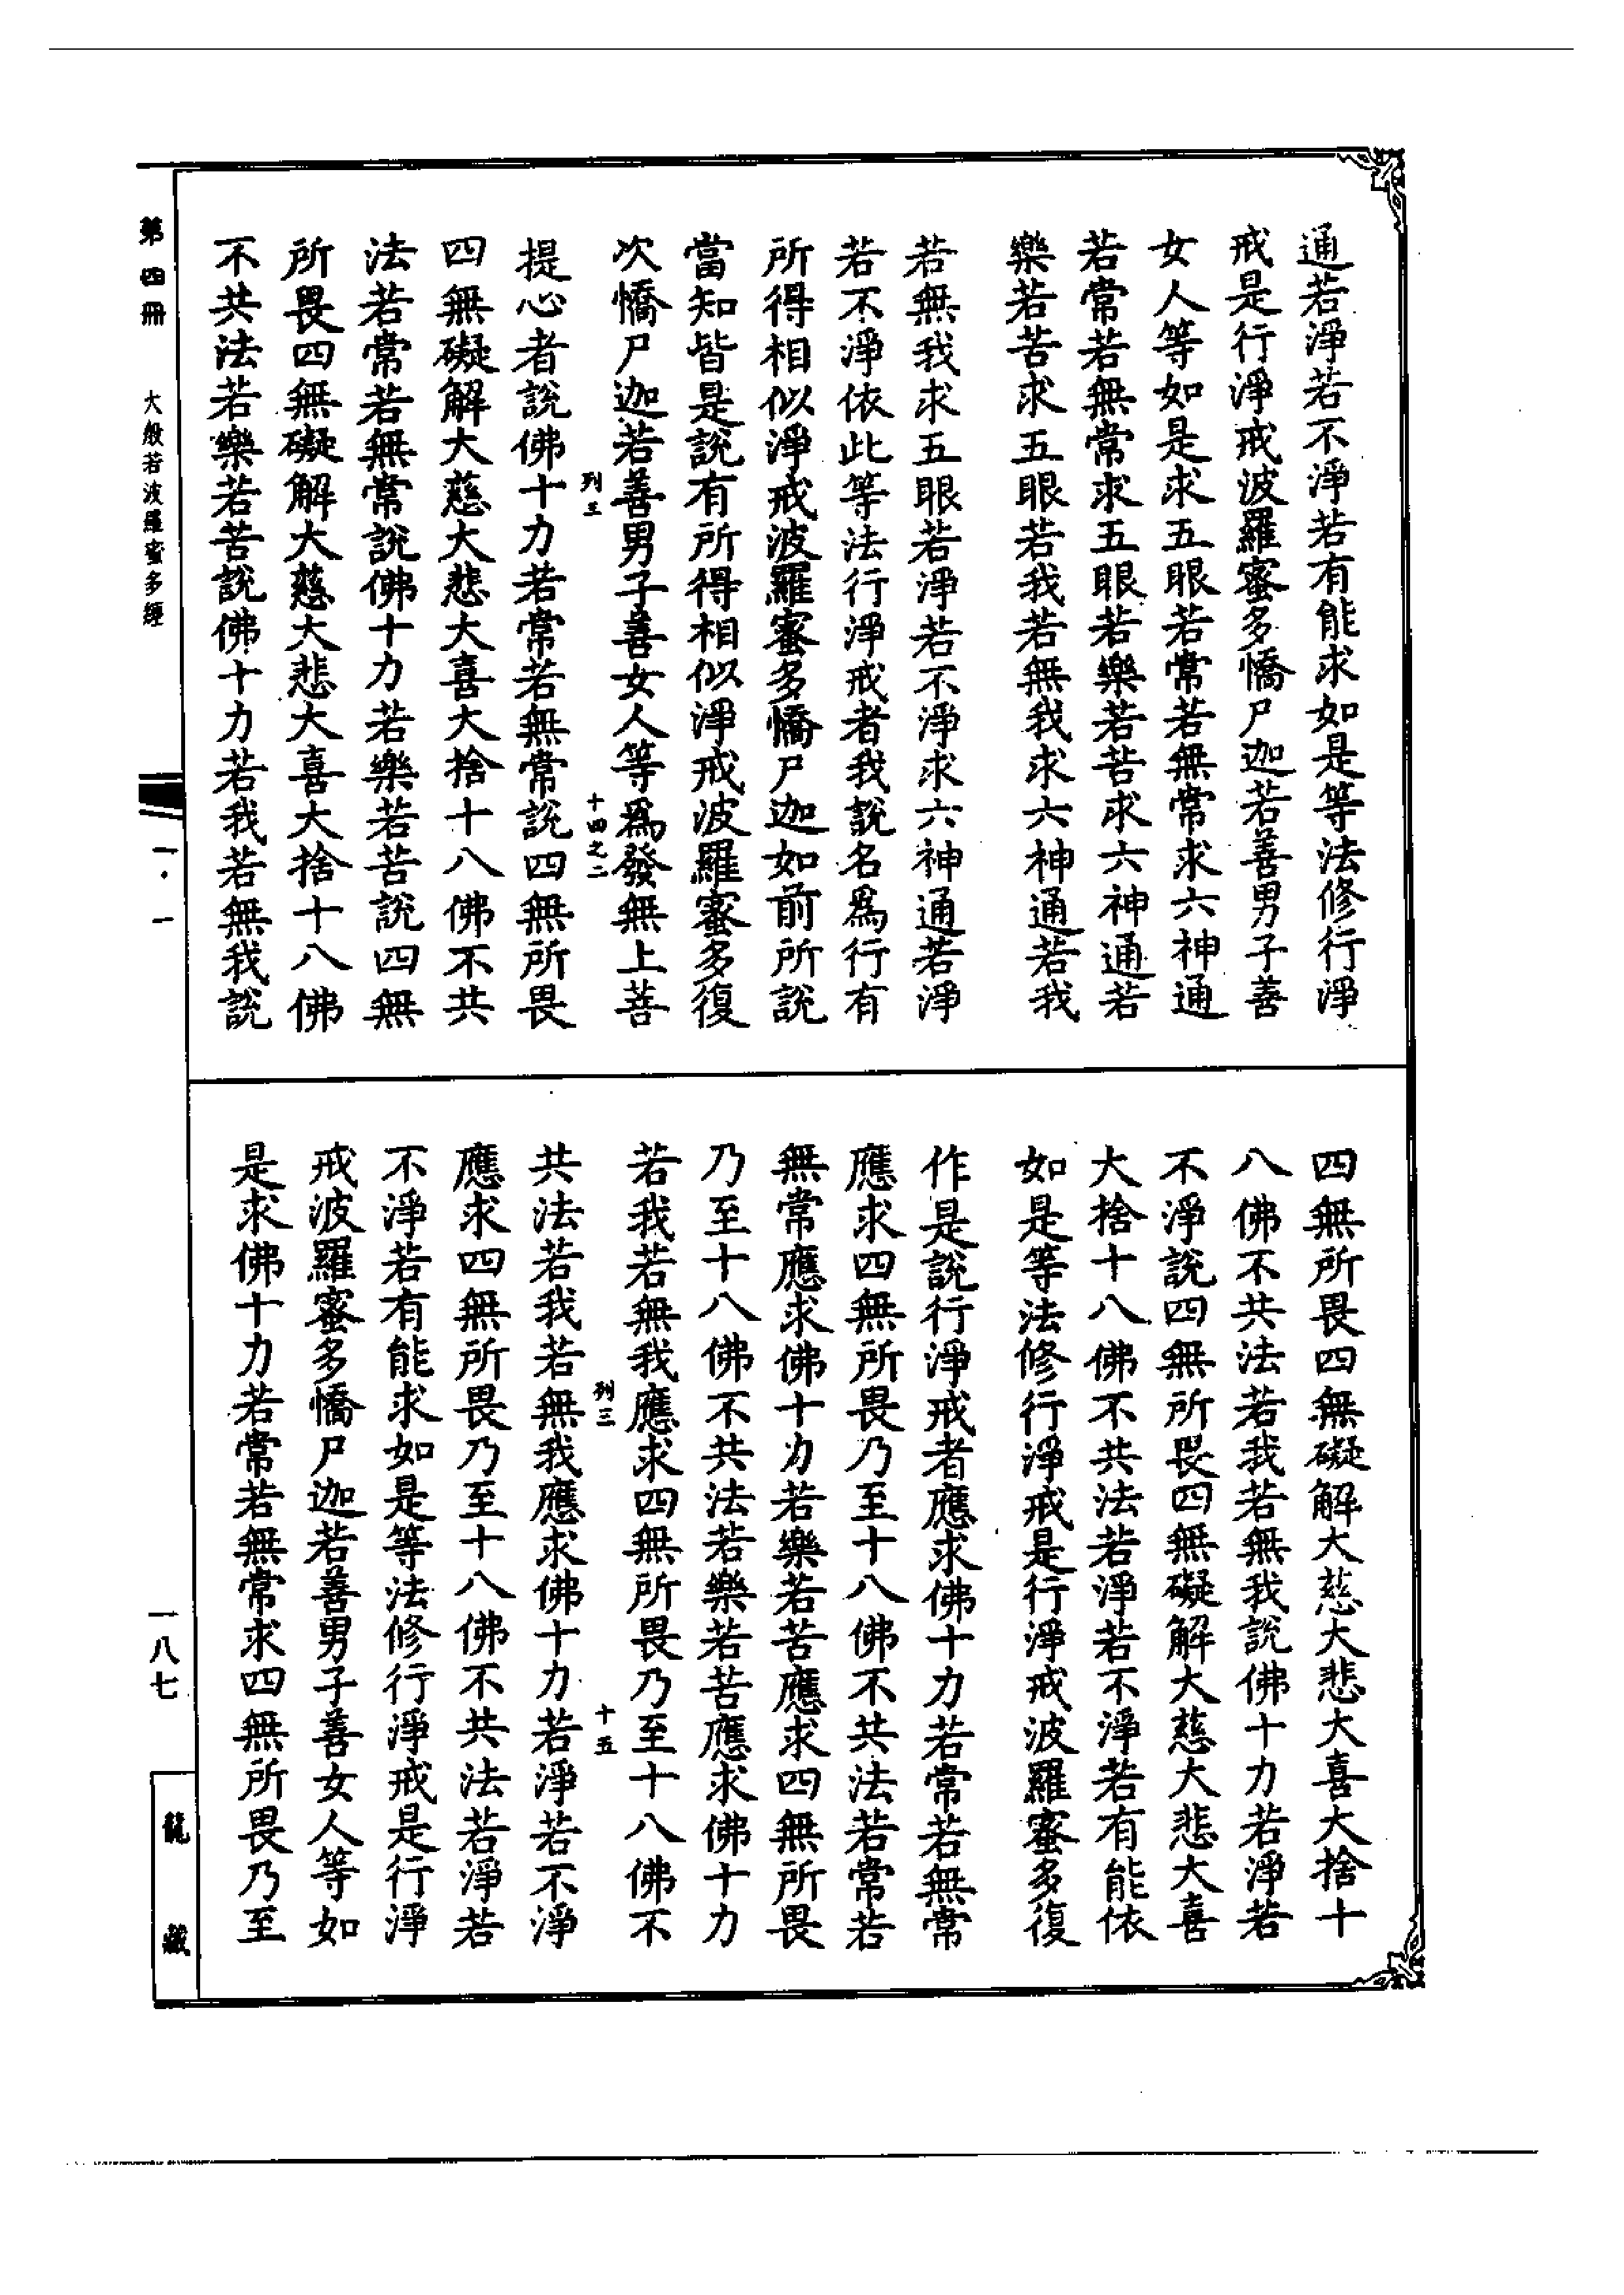 通若淨若不淨若有能求如是等法修行淨
戒是行淨戒波羅蜜多憍尸迦若善男子善
女人等如是求五眼若常若無常求六神通
若常若無常求五眼若樂若苦求六神通若
樂若苦求五眼若我若無我求六神通若我
若無我求五眼若淨若不淨求六神通若淨
若不淨依此等法行淨戒者我說名爲行有
所得相似淨戒波羅蜜多憍尸迦如前所說
當知皆是說有所得相似淨戒波羅蜜多復
次憍尸迦若善男子善女人等爲發無上菩
列三
十四之二
提心者說佛十力若常若無常說四無所畏
四無礙解大慈大悲大喜大捨十八佛不共
法若常若無常說佛十力若樂若苦說四無
所畏四無礙解大慈大悲大喜大捨十八佛
不共法若樂若苦說佛十力若我若無我說
四無所畏四無礙解大慈大悲大喜大捨十
八佛不共法若我若無我說佛十力若淨若
不淨說四無所畏四無礙解大慈大悲大喜
大捨十八佛不共法若淨若不淨若有能依
如是等法修行淨戒是行淨戒波羅蜜多復
作是說行淨戒者應求佛十力若常若無常
應求四無所畏乃至十八佛不共法若常若
無常應求佛十力若樂若苦應求四無所畏
乃至十八佛不共法若樂若苦應求佛十力
若我若無我應求四無所畏乃至十八佛不
列三
十五
共法若我若無我應求佛十力若淨若不淨
應求四無所畏乃至十八佛不共法若淨若
不淨若有能求如是等法修行淨戒是行淨
戒波羅蜜多憍尸迦若善男子善女人等如
是求佛十力若常若無常求四無所畏乃至
第四冊
大般若波羅蜜多經
一·一
一八七
龍藏